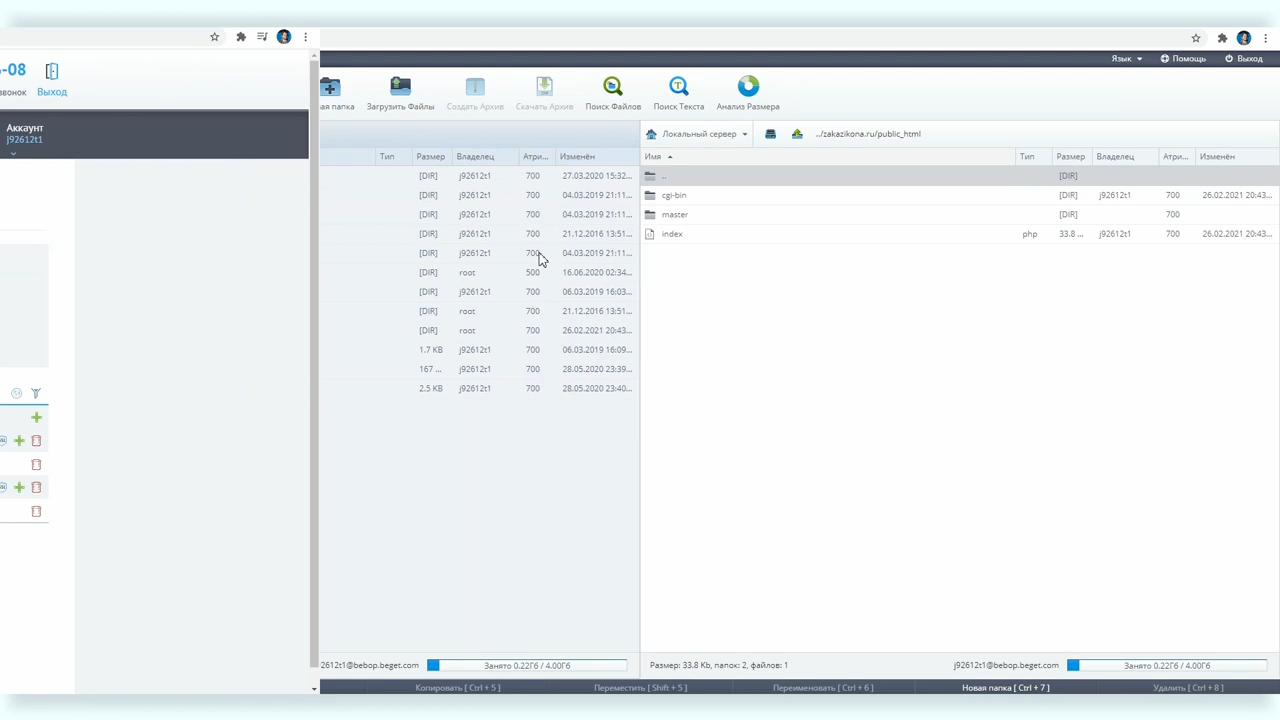 -08
звонок
Выход
Аккаунт
j92612t1
Язык
Помощь
Выход
ая папка
Загрузить Файлы
Создать Архив
Скачать Архив
Поиск Файлов
Поиск Текста
Анализ Размера
Локальный сервер
../zakazikona.ru/public_html
Тип Размер Владелец Атри... Изменён
[DIR] j92612t1 700 27.03.2020 15:32...
[DIR] j92612t1 700 04.03.2019 21:11...
[DIR] j92612t1 700 04.03.2019 21:11...
[DIR] j92612t1 700 21.12.2016 13:51...
[DIR] j92612t1 700 04.03.2019 21:11...
[DIR] root 500 16.06.2020 02:34...
[DIR] j92612t1 700 06.03.2019 16:03...
[DIR] root 700 21.12.2016 13:51...
[DIR] root 700 26.02.2021 20:43...
1.7 KB j92612t1 700 06.03.2019 16:09...
167 ... j92612t1 700 28.05.2020 23:39...
2.5 KB j92612t1 700 28.05.2020 23:40...
Имя Тип Размер Владелец Атри... Изменён
.. [DIR]
cgi-bin [DIR] j92612t1 700 26.02.2021 20:43...
master [DIR] 700
index php 33.8 ... j92612t1 700 26.02.2021 20:43...
2612t1@bebop.beget.com Занято 0.22Гб / 4.00Гб
Размер: 33.8 Kb, папок: 2, файлов: 1
j92612t1@bebop.beget.com Занято 0.22Гб / 4.00Гб
Копировать [ Ctrl + 5 ]
Переместить [ Shift + 5 ]
Переименовать [ Ctrl + 6 ]
Новая папка [ Ctrl + 7 ]
Удалить [ Ctrl + 8 ]